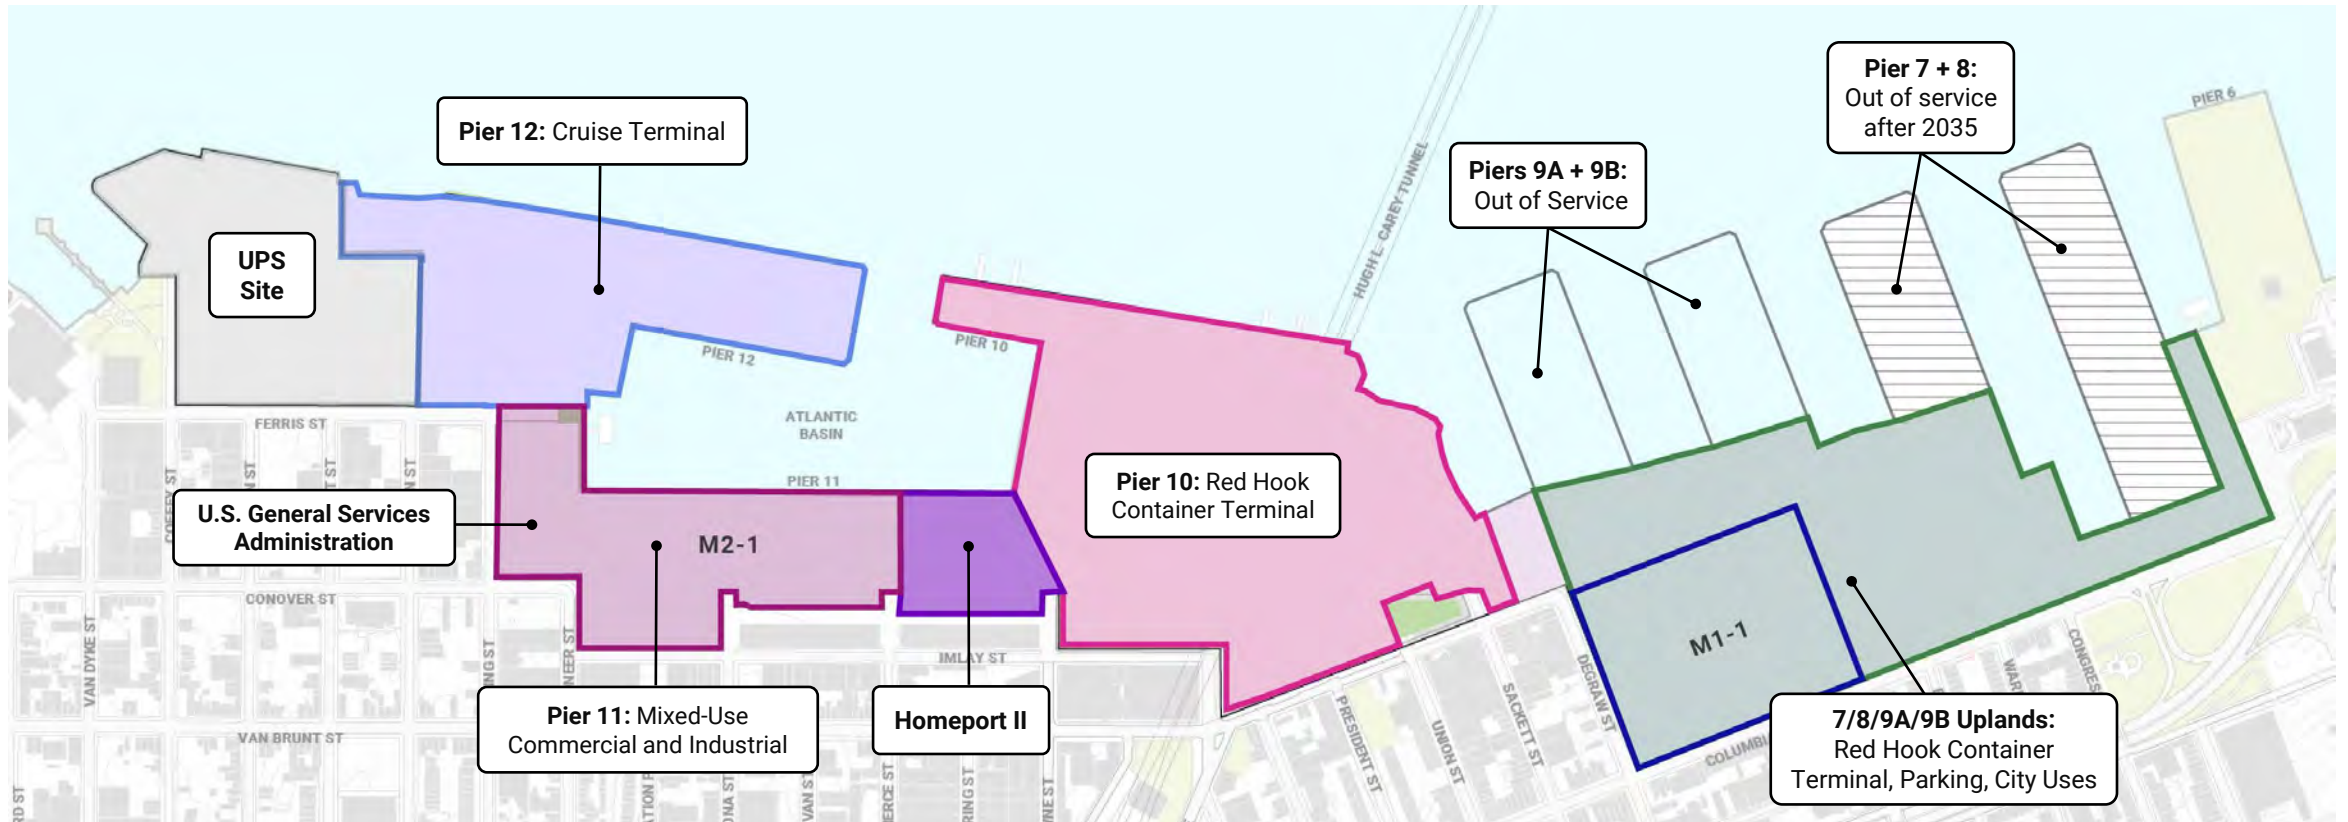 Pier 7 + 8:
Out of service
after 2035
PIER 6
Pier 12: Cruise Terminal
Piers 9A + 9B:
Out of Service
HUGH L. CAREY TUNNEL
UPS
Site
PIER 12
PIER 10
ATLANTIC
BASIN
FERRIS ST
COFFEY ST
PIER 11
Pier 10: Red Hook
Container Terminal
U.S. General Services
Administration
M2-1
CONOVER ST
VAN DYKE ST
IMLAY ST
M1-1
DEGRAW ST
SACKETT ST
UNION ST
PRESIDENT ST
Pier 11: Mixed-Use
Commercial and Industrial
Homeport II
7/8/9A/9B Uplands:
Red Hook Container
Terminal, Parking, City Uses
VAN BRUNT ST